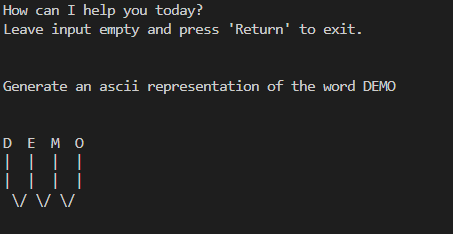 How can I help you today?
Leave input empty and press 'Return' to exit.
Generate an ascii representation of the word DEMO
D  E  M  O
|  |  |  |
|  |  |  |
 \/ \/ \/